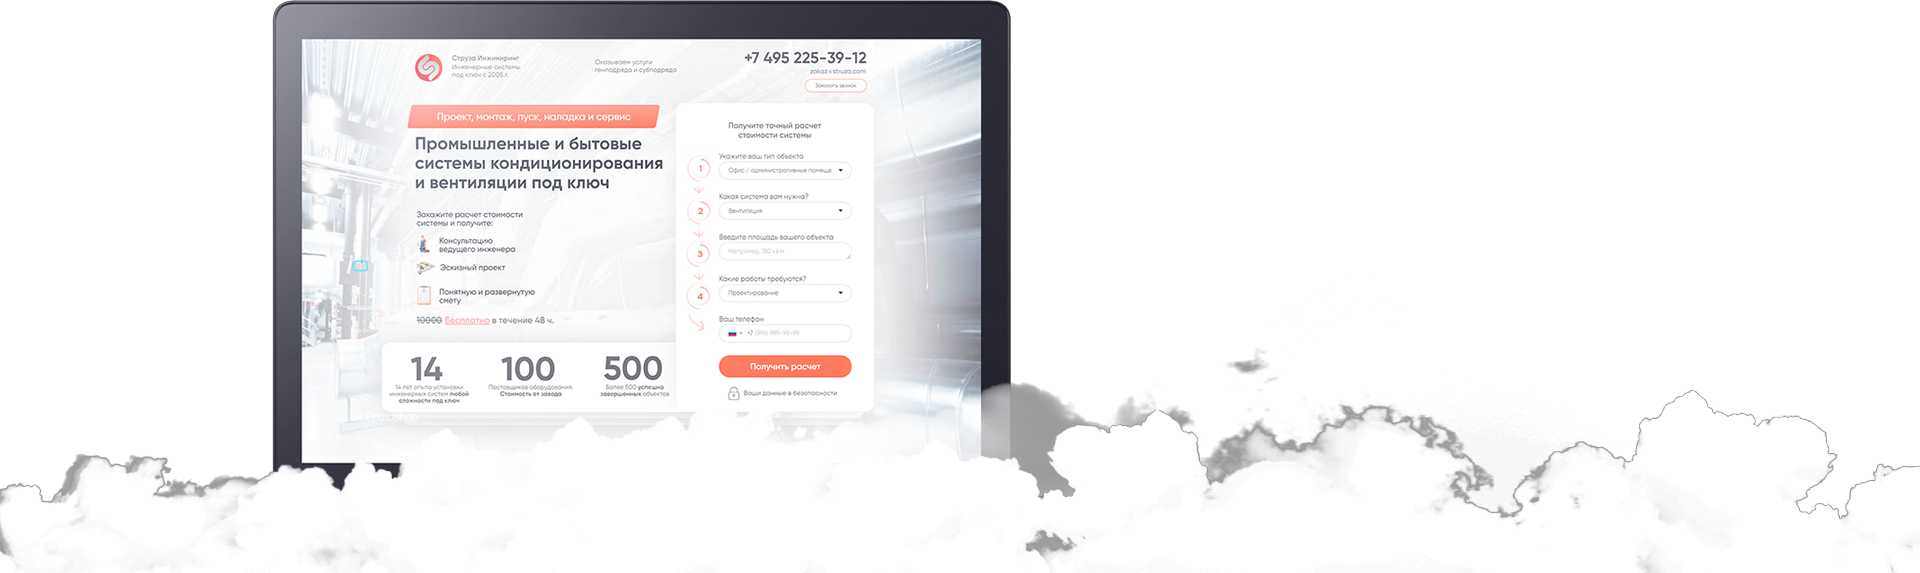 Струза Инжиниринг
Инженерные системы
под ключ с 2005 г.
Оказываем услуги
генподряда и субподряда
+7 495 225-39-12
zakaz@struza.com
Заказать звонок
Проект, монтаж, пуск, наладка и сервис
Промышленные и бытовые
системы кондиционирования
и вентиляции под ключ
Закажите расчет стоимости
системы и получите:
Консультацию
ведущего инженера
Эскизный проект
Понятную и развернутую
смету
10000 Бесплатно в течение 48 ч.
14
14 лет опыта установки
инженерных систем любой
сложности под ключ
100
Поставщиков оборудования.
Стоимость от завода
500
Более 500 успешно
завершенных объектов
Получите точный расчет
стоимости системы
1
Укажите ваш тип объекта
Офис / административные помеще
2
Какая система вам нужна?
Вентиляция
3
Введите площадь вашего объекта
Например, 180 кв.м
4
Какие работы требуются?
Проектирование
Ваш телефон
+7 (999) 999-99-99
Получить расчет
Ваши данные в безопасности